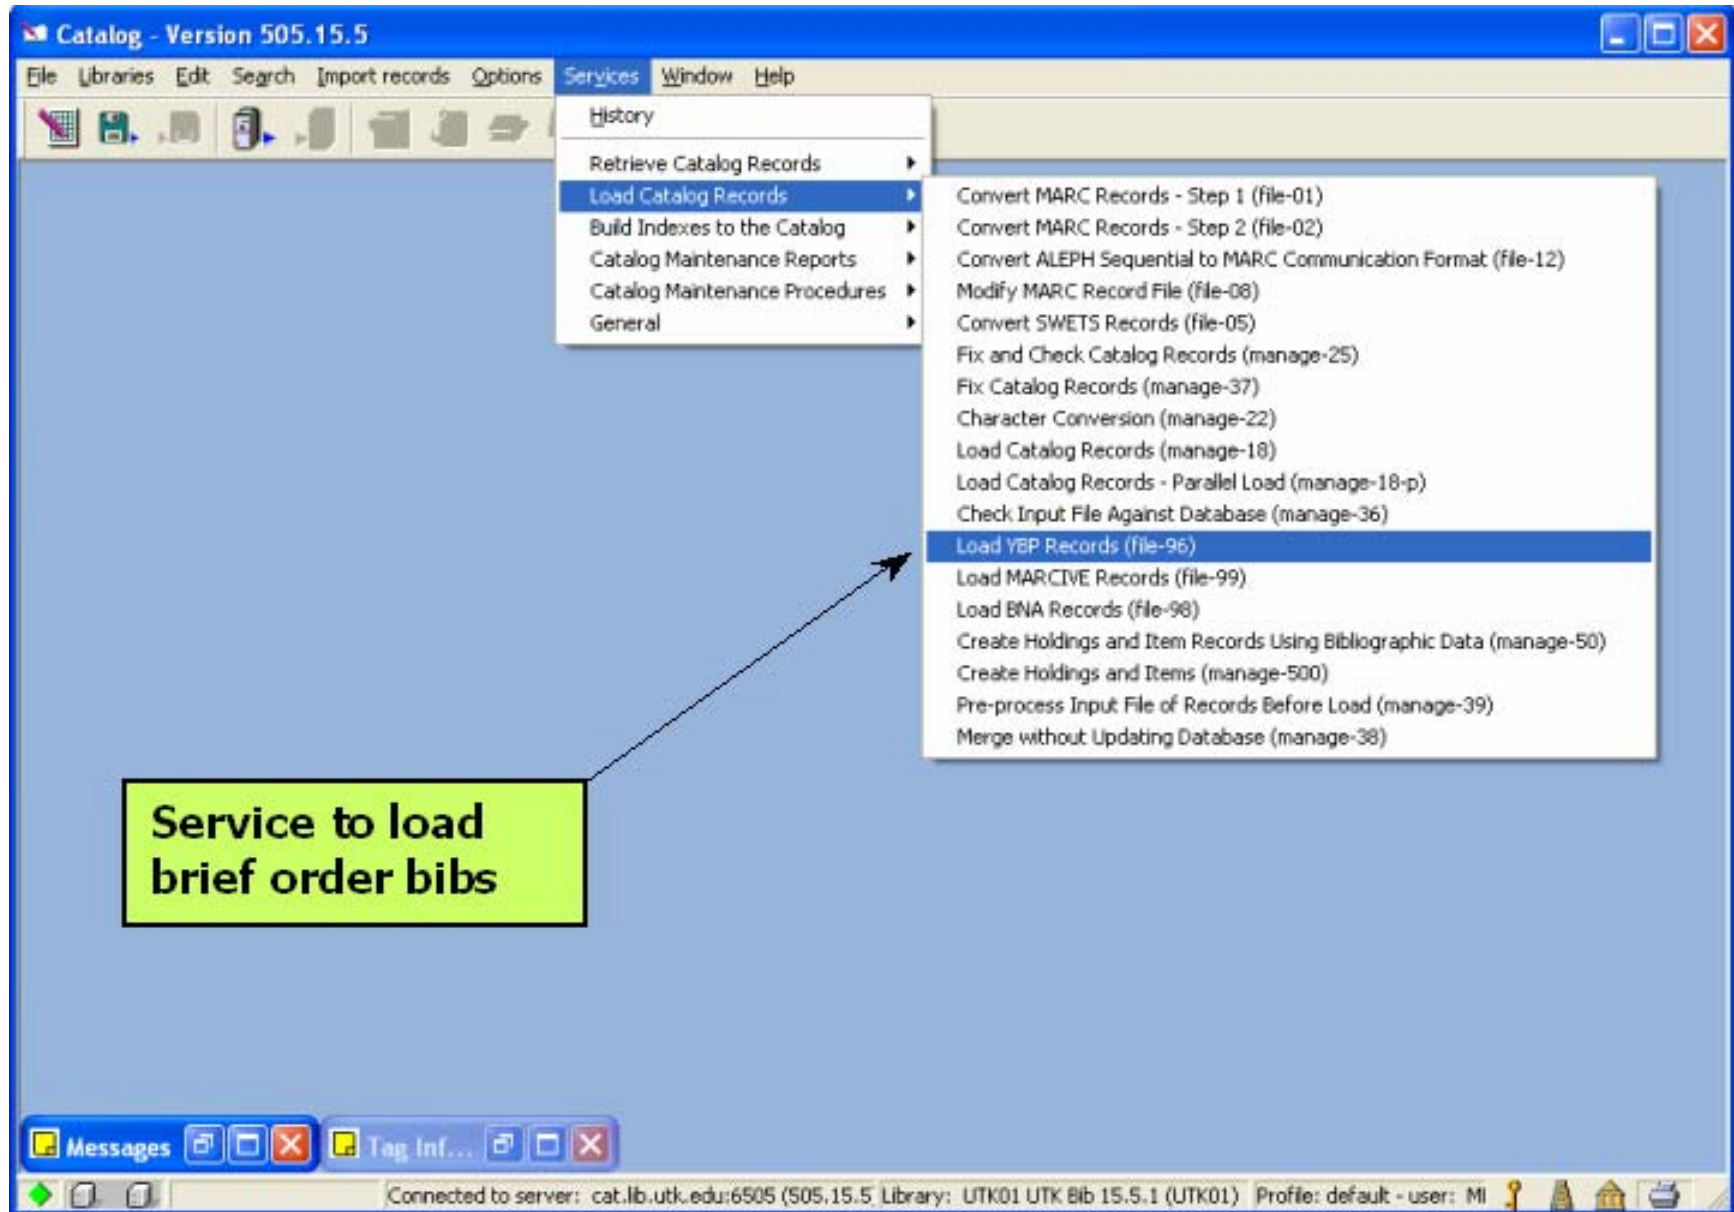 Catalog - Version 505.15.5
File Libraries Edit Search Import records Options Services Window Help
History
Retrieve Catalog Records
Load Catalog Records
Build Indexes to the Catalog
Catalog Maintenance Reports
Catalog Maintenance Procedures
General
Convert MARC Records - Step 1 (file-01)
Convert MARC Records - Step 2 (file-02)
Convert ALEPH Sequential to MARC Communication Format (file-12)
Modify MARC Record File (file-08)
Convert SWETS Records (file-05)
Fix and Check Catalog Records (manage-25)
Fix Catalog Records (manage-37)
Character Conversion (manage-22)
Load Catalog Records (manage-18)
Load Catalog Records - Parallel Load (manage-18-p)
Check Input File Against Database (manage-36)
Load YBP Records (file-96)
Load MARCIVE Records (file-99)
Load BNA Records (file-98)
Create Holdings and Item Records Using Bibliographic Data (manage-50)
Create Holdings and Items (manage-500)
Pre-process Input File of Records Before Load (manage-39)
Merge without Updating Database (manage-38)
Service to load
brief order bibs
Messages Tag Inf...
Connected to server: cat.lib.utk.edu:6505 (505.15.5 Library: UTK01 UTK Bib 15.5.1 (UTK01) Profile: default - user: MI